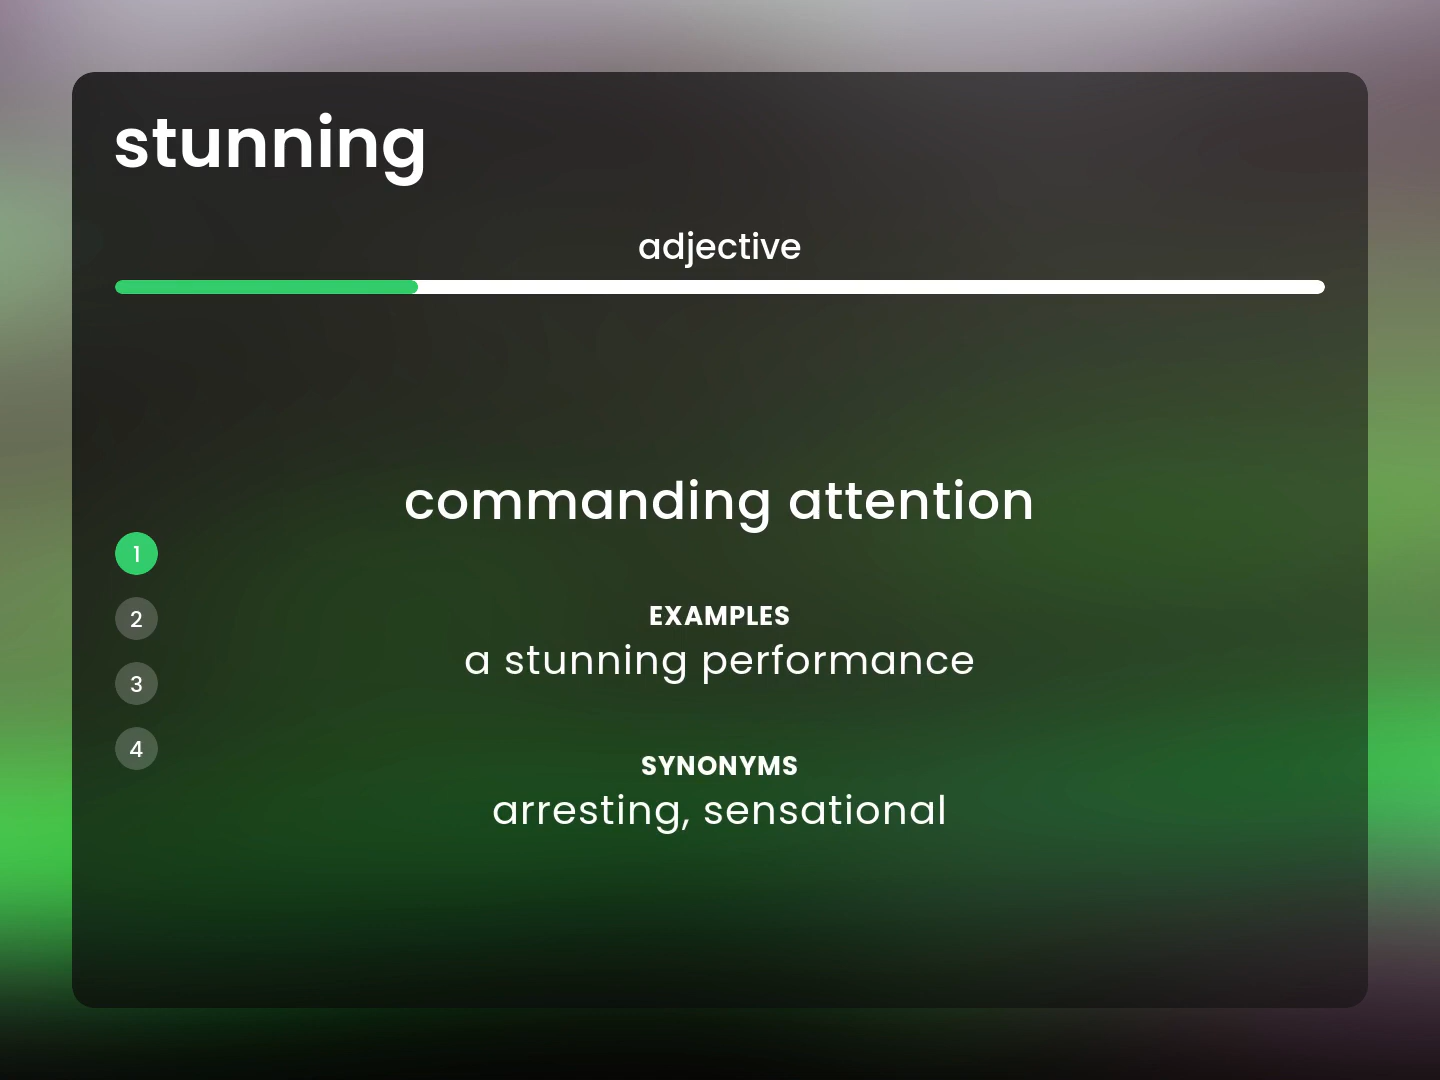 stunning
adjective
commanding attention
1
2
3
4
EXAMPLES
a stunning performance
SYNONYMS
arresting, sensational